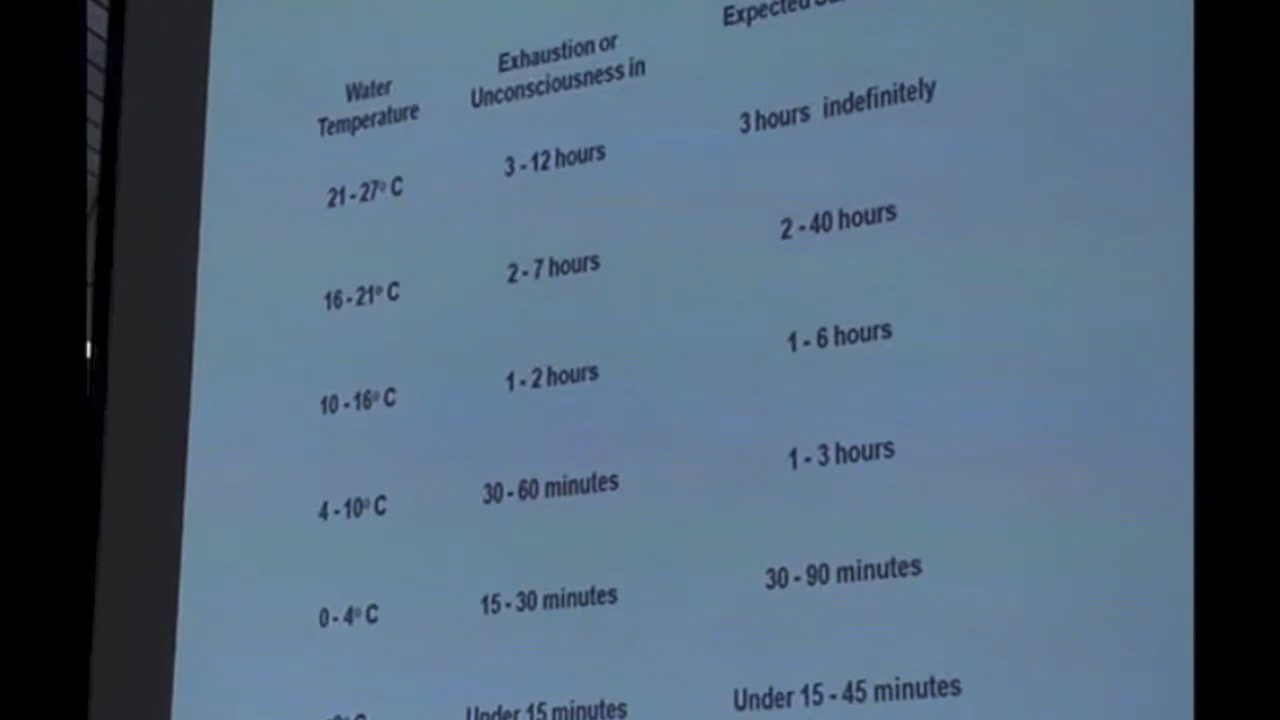 Expected
Exhaustion or
Unconsciousness in
Water
Temperature
21 - 27° C 3 - 12 hours 3 hours indefinitely
16 - 21° C 2 - 7 hours 2 - 40 hours
10 - 16° C 1 - 2 hours 1 - 6 hours
4 - 10° C 30 - 60 minutes 1 - 3 hours
0 - 4° C 15 - 30 minutes 30 - 90 minutes
Under 15 minutes Under 15 - 45 minutes